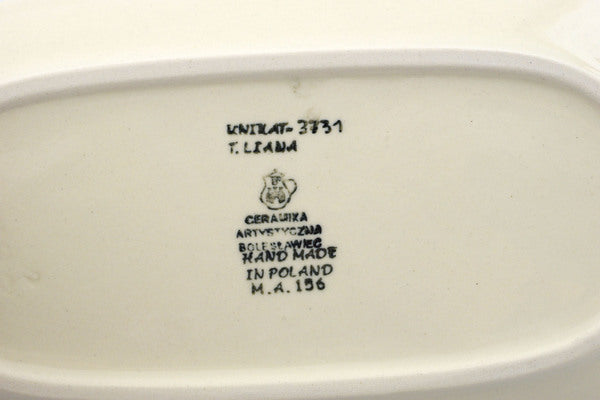 UNIKAT-3731
T. LIANA
CERAMIKA
ARTYSTYCZNA
BOLESŁAWIEC
HAND MADE
IN POLAND
M.A. 156